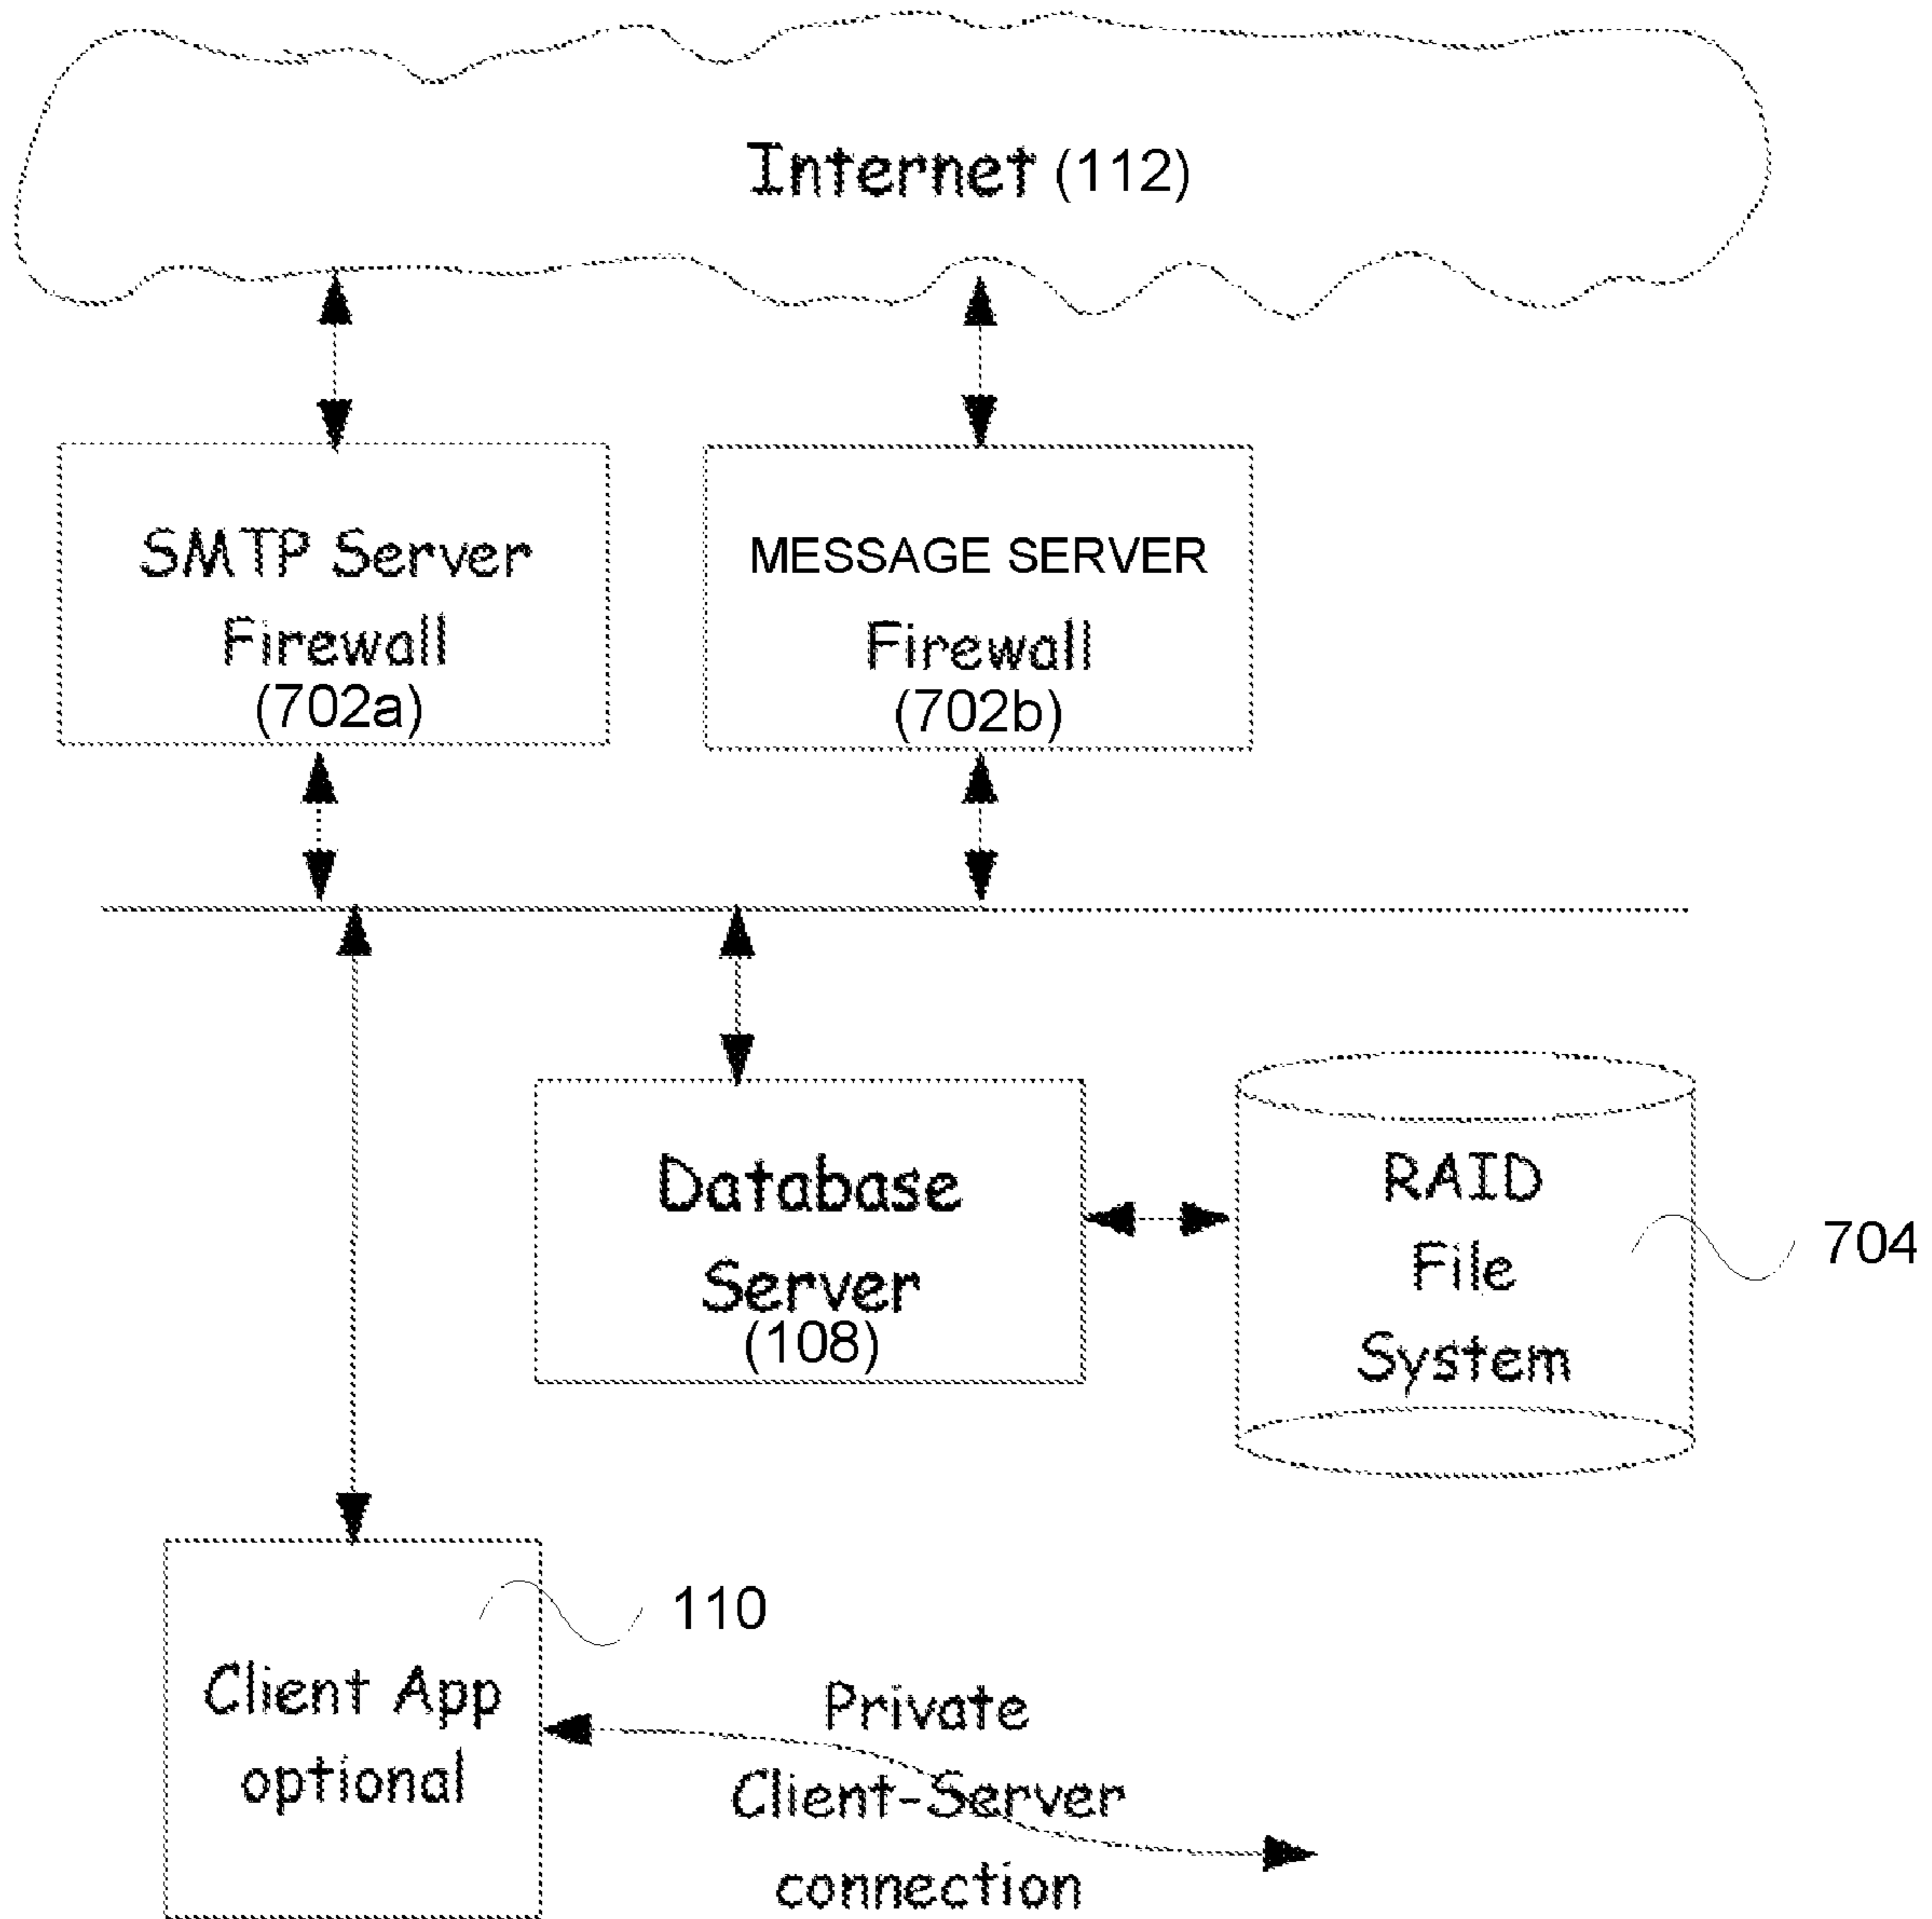 Internet (112)
SMTP Server
Firewall
(702a)
MESSAGE SERVER
Firewall
(702b)
Database
Server
(108)
RAID
File
System
704
110
Client App
optional
Private
Client-Server
connection